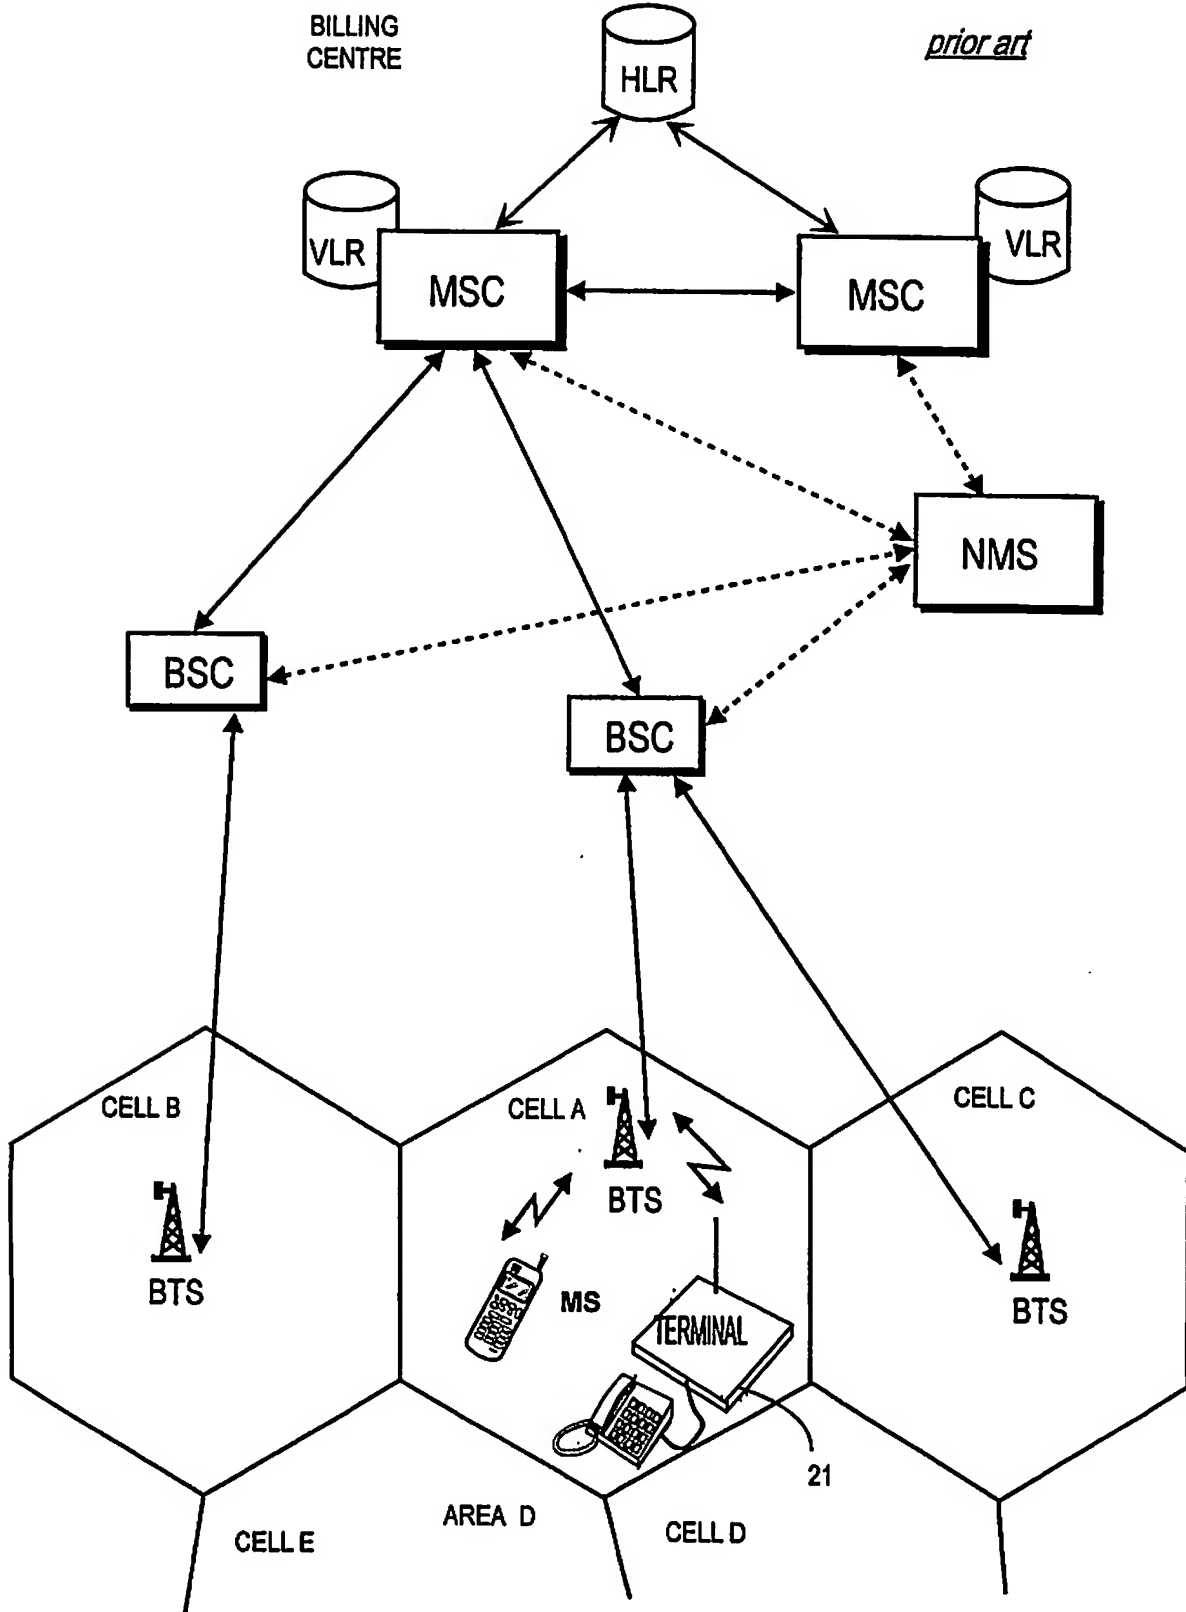 BILLING
CENTRE
prior art
HLR
VLR
MSC
MSC
VLR
NMS
BSC
BSC
CELL B
CELL A
CELL C
BTS
BTS
BTS
MS
TERMINAL
21
AREA D
CELL E
CELL D